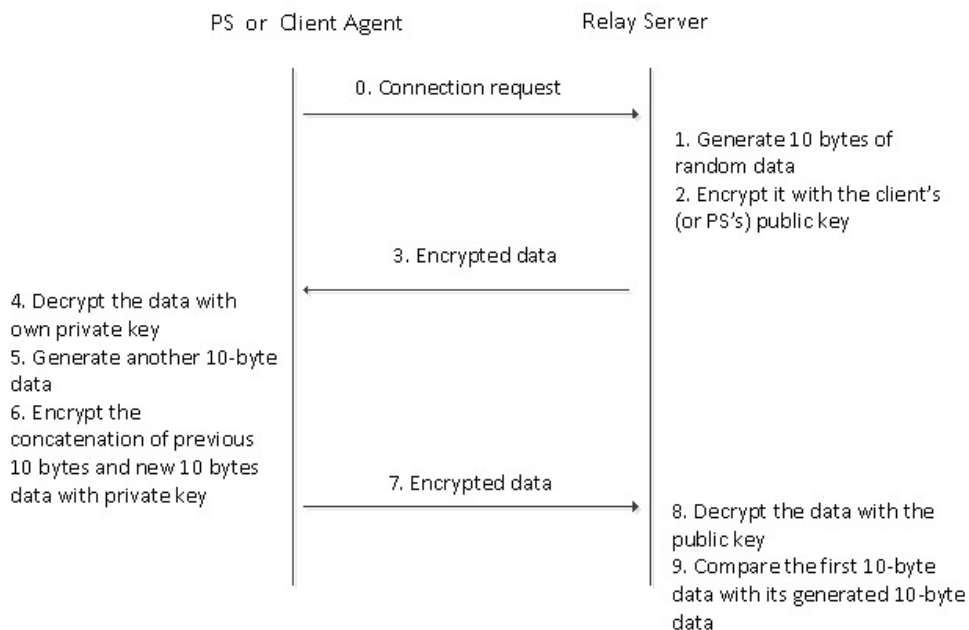 PS or Client Agent
Relay Server
0. Connection request
1. Generate 10 bytes of
random data
2. Encrypt it with the client's
(or PS's) public key
3. Encrypted data
4. Decrypt the data with
own private key
5. Generate another 10-byte
data
6. Encrypt the
concatenation of previous
10 bytes and new 10 bytes
data with private key
7. Encrypted data
8. Decrypt the data with the
public key
9. Compare the first 10-byte
data with its generated 10-byte
data